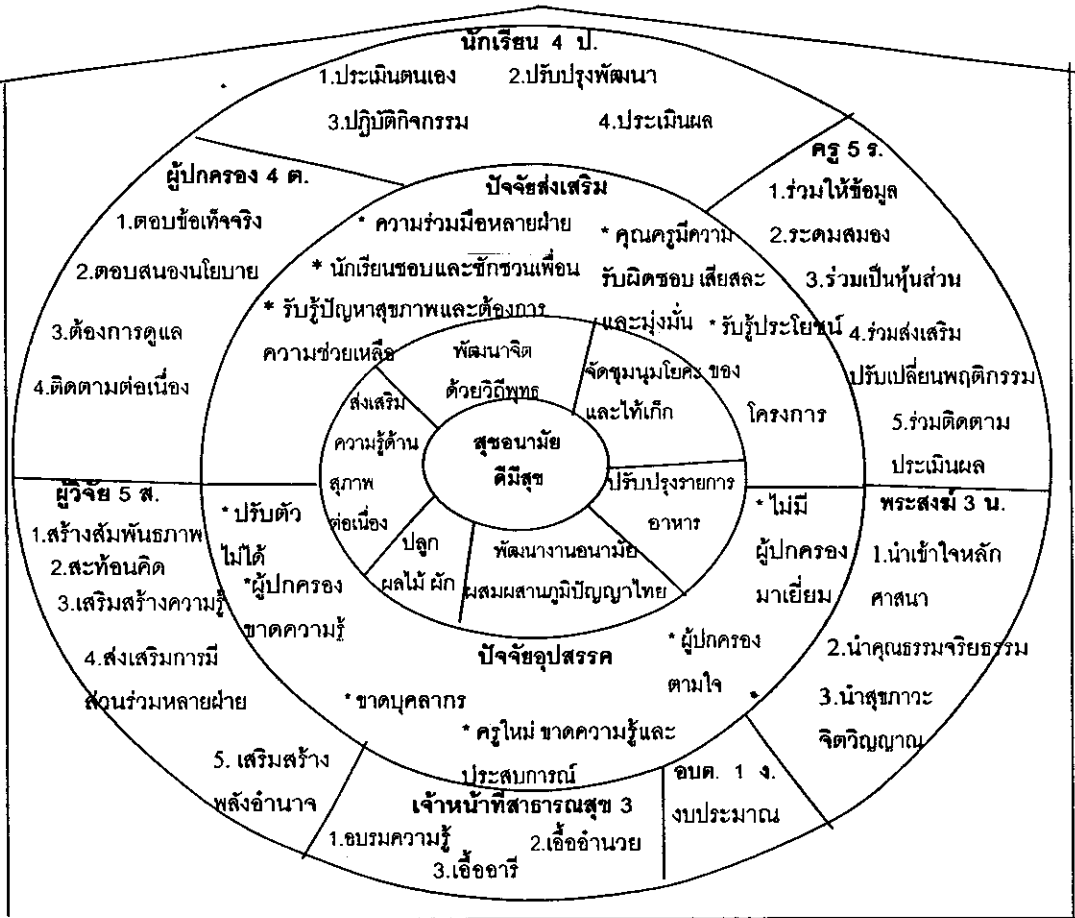 นักเรียน 4 ป.
1.ประเมินตนเอง 2.ปรับปรุงพัฒนา
3.ปฏิบัติกิจกรรม 4.ประเมินผล
ผู้ปกครอง 4 ต.
1.ตอบข้อเท็จจริง
2.ตอบสนองนโยบาย
3.ต้องการดูแล
4.ติดตามต่อเนื่อง
ครู 5 ร.
1.ร่วมให้ข้อมูล
2.ระดมสมอง
3.ร่วมเป็นหุ้นส่วน
4.ร่วมส่งเสริม
ปรับเปลี่ยนพฤติกรรม
5.ร่วมติดตาม
ประเมินผล
ปัจจัยส่งเสริม
* ความร่วมมือหลายฝ่าย
* นักเรียนชอบและชักชวนเพื่อน
* รับรู้ปัญหาสุขภาพและต้องการ
ความช่วยเหลือ
* คุณครูมีความ
รับผิดชอบ เสียสละ
และมุ่งมั่น * รับรู้ประโยชน์
ของ
โครงการ
พัฒนาจิต
ด้วยวิถีพุทธ
จัดชุมนุมโยคะ
และไท้เก็ก
ส่งเสริม
ความรู้ด้าน
สุภาพ
ต่อเนื่อง
สุขอนามัย
ดีมีสุข
ปรับปรุงรายการ
อาหาร
ปลูก
ผลไม้ ผัก
พัฒนางานอนามัย
ผสมผสานภูมิปัญญาไทย
ผู้วิจัย 5 ส.
1.สร้างสัมพันธภาพ
2.สะท้อนคิด
3.เสริมสร้างความรู้
4.ส่งเสริมการมี
ส่วนร่วมหลายฝ่าย
5. เสริมสร้าง
พลังอำนาจ
* ปรับตัว
ไม่ได้
*ผู้ปกครอง
ขาดความรู้
* ไม่มี
ผู้ปกครอง
มาเยี่ยม
ปัจจัยอุปสรรค
* ผู้ปกครอง
ตามใจ
* ขาดบุคลากร
* ครูใหม่ ขาดความรู้และ
ประสบการณ์
พระสงฆ์ 3 น.
1.นำเข้าใจหลัก
ศาสนา
2.นำคุณธรรมจริยธรรม
3.นำสุขภาวะ
จิตวิญญาณ
เจ้าหน้าที่สาธารณสุข 3
1.อบรมความรู้
2.เอื้ออำนวย
3.เอื้ออารี
อบต. 1 ง.
งบประมาณ